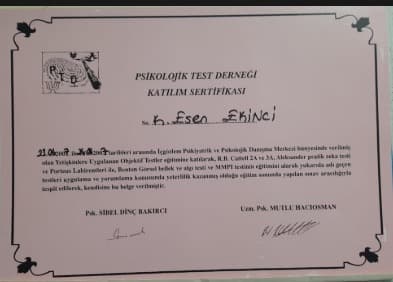 PTD
PSİKOLOJİK TEST DERNEĞİ
KATILIM SERTİFİKASI
K. Esen EKİNCİ
tarihleri arasında İçgözlem Psikiyatrik ve Psikolojik Danışma Merkezi bünyesinde verilmiş
olan Yetişkinlere Uygulanan Objektif Testler eğitimine katılarak, R.B. Cattell 2A ve 3A, Aleksander pratik zeka testi
ve Porteus Labirentleri ile, Benton Görsel bellek ve algı testi ve MMPI testinin eğitimini alarak yukarıda adı geçen
testleri uygulama ve yorumlama konusunda yeterlilik kazanmış olduğu eğitim sonunda yapılan sınav aracılığıyla
tespit edilerek, kendisine bu belge verilmiştir.
Psk. SİBEL DİNÇ BAKIRCI
Uzm. Psk. MUTLU HACIOSMAN